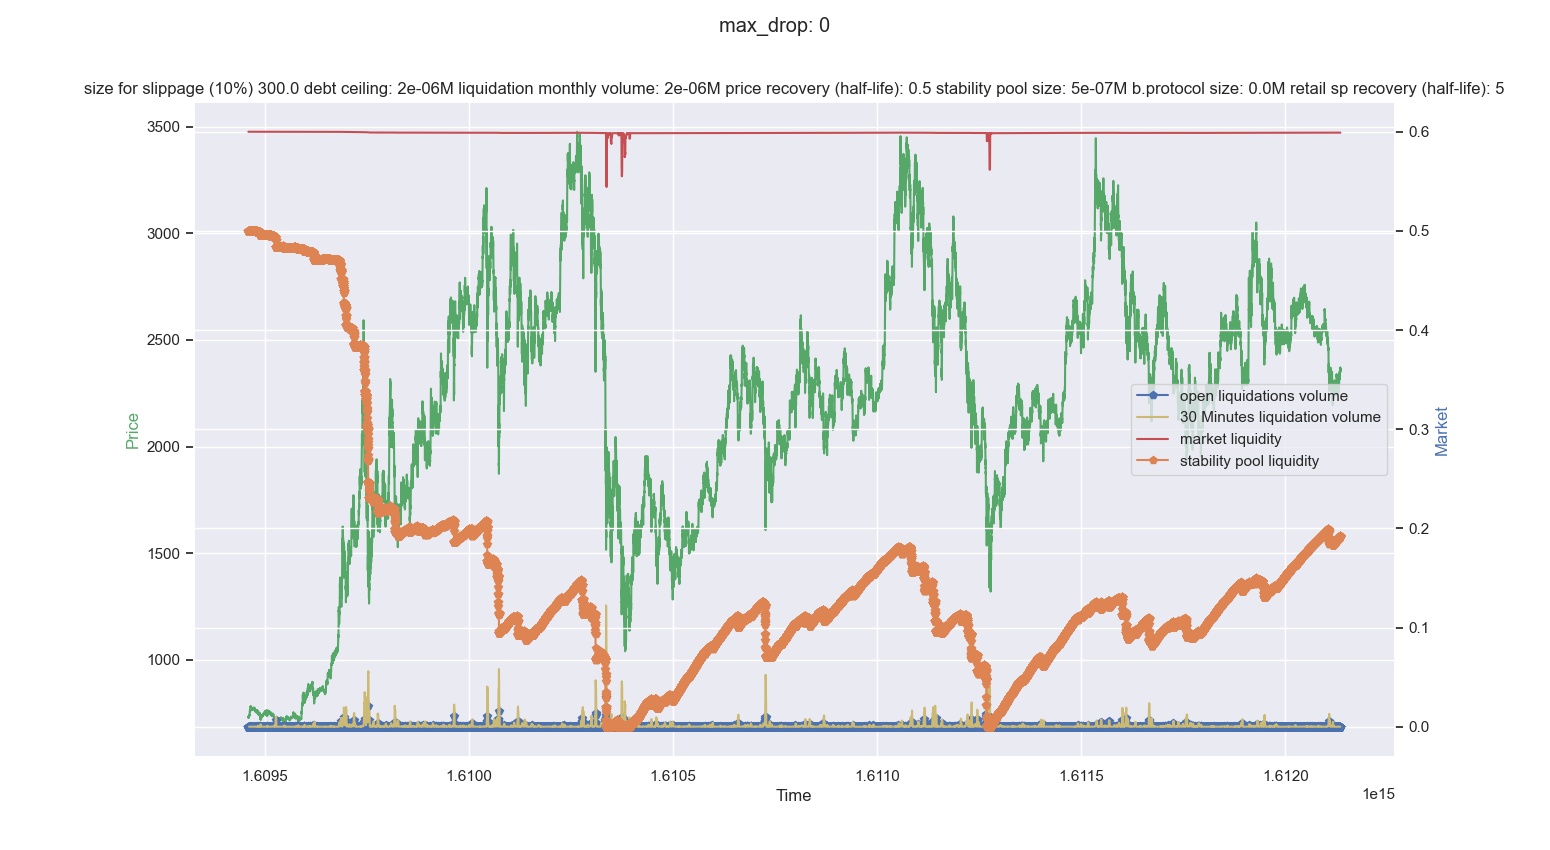 max_drop: 0
size for slippage (10%) 300.0 debt ceiling: 2e-06M liquidation monthly volume: 2e-06M price recovery (half-life): 0.5 stability pool size: 5e-07M b.protocol size: 0.0M retail sp recovery (half-life): 5
3500
3000
2500
2000
1500
1000
Price
0.6
0.5
0.4
0.3
0.2
0.1
0.0
Market
open liquidations volume
30 Minutes liquidation volume
market liquidity
stability pool liquidity
1.6095 1.6100 1.6105 1.6110 1.6115 1.6120
Time
1e15